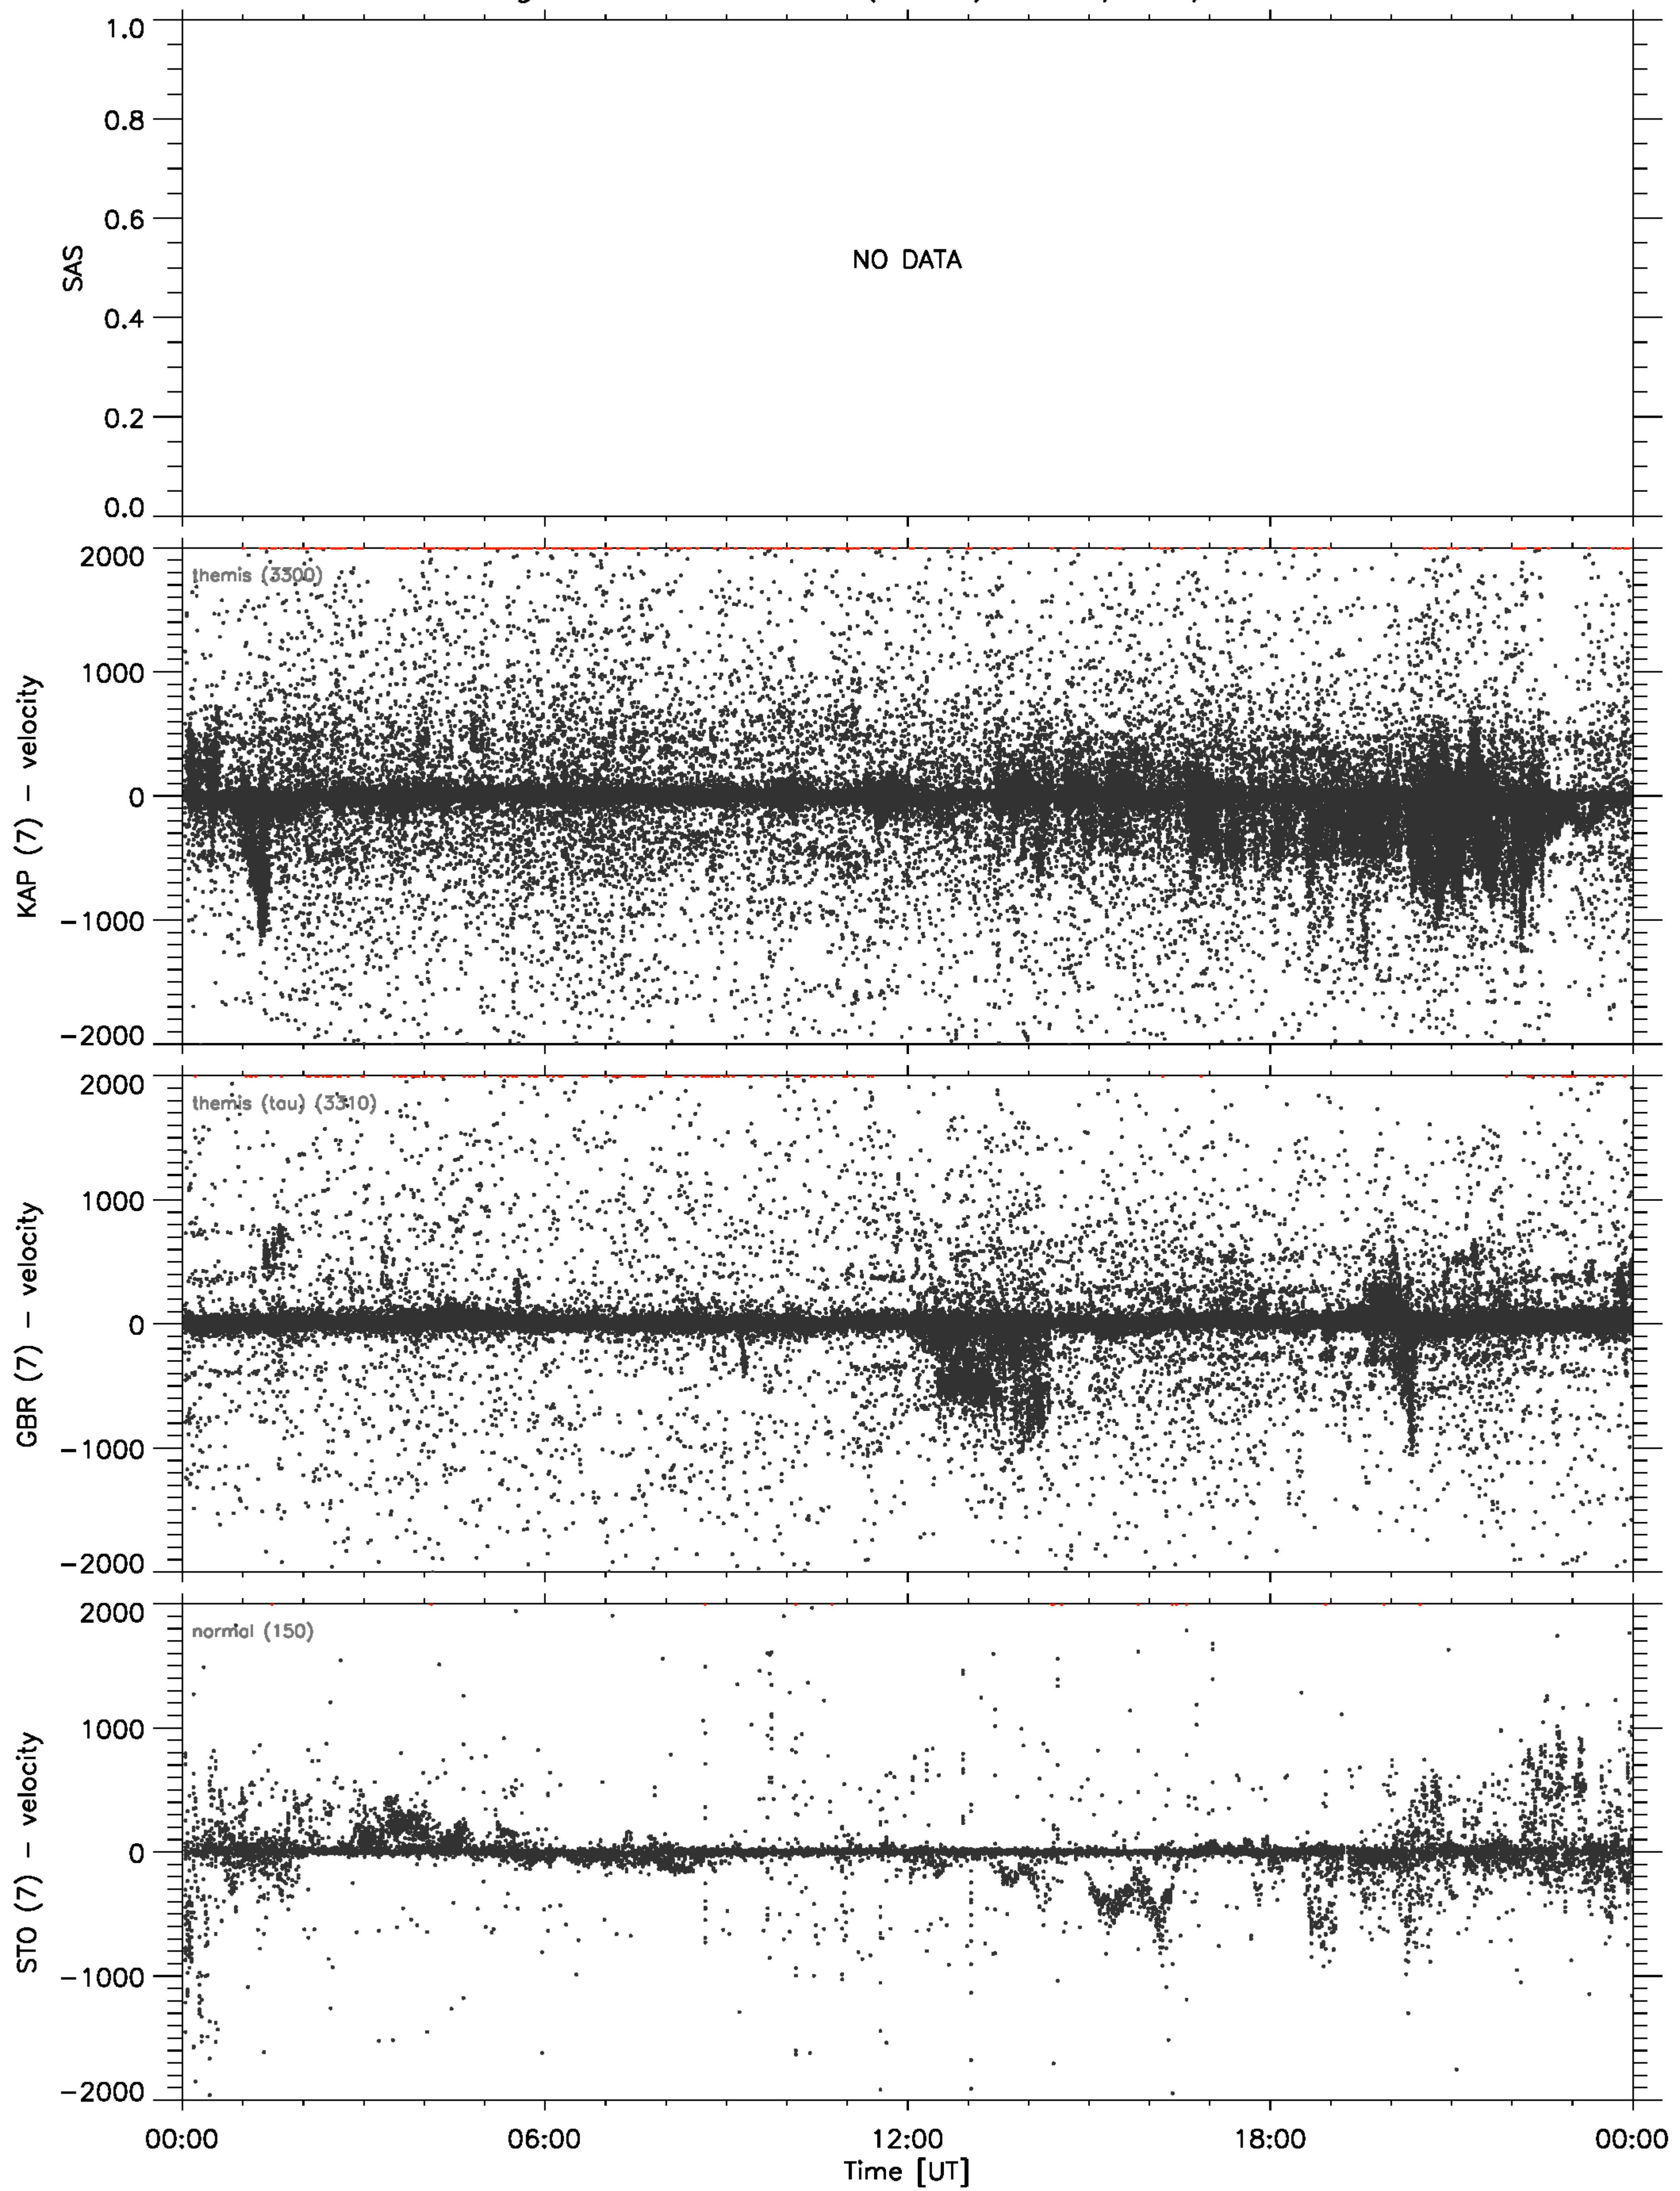 1.0
0.8
0.6
0.4
0.2
0.0
SAS
NO DATA
2000
1000
0
−1000
−2000
KAP (7) − velocity
themis (3300)
2000
1000
0
−1000
−2000
GBR (7) − velocity
themis (tau) (3310)
2000
1000
0
−1000
−2000
STO (7) − velocity
normal (150)
00:00 06:00 12:00 18:00 00:00
Time [UT]